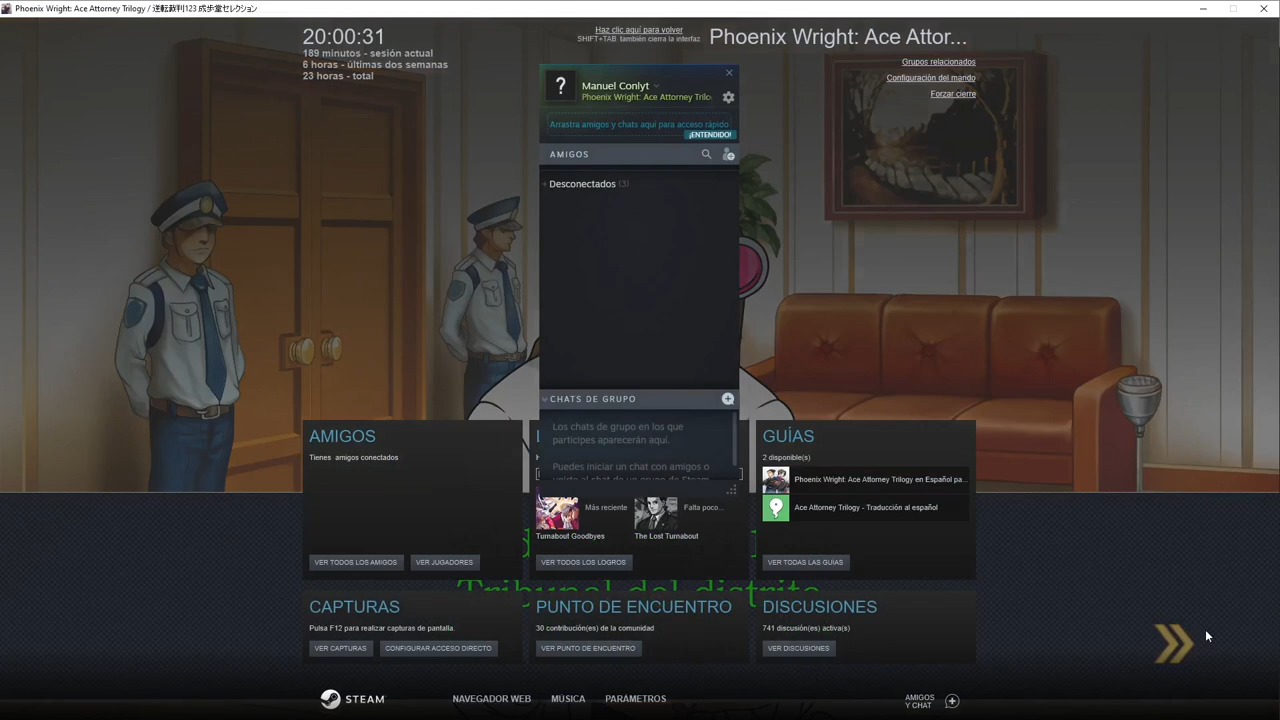 Phoenix Wright: Ace Attorney Trilogy / 逆転裁判123 成歩堂セレクション
20:00:31
189 minutos - sesión actual
6 horas - últimas dos semanas
23 horas - total
Haz clic aquí para volver
SHIFT+TAB también cierra la interfaz
Phoenix Wright: Ace Attor...
Grupos relacionados
Configuración del mando
Forzar cierre
?
Manuel Conlyt
Phoenix Wright: Ace Attorney Trilo
Arrastra amigos y chats aquí para acceso rápido
¡ENTENDIDO!
AMIGOS
Desconectados (3)
CHATS DE GRUPO
Los chats de grupo en los que
participes aparecerán aquí.
Puedes iniciar un chat con amigos o
AMIGOS
Tienes amigos conectados
VER TODOS LOS AMIGOS
VER JUGADORES
Más reciente
Turnabout Goodbyes
Falta poco...
The Lost Turnabout
VER TODOS LOS LOGROS
GUÍAS
2 disponible(s)
Phoenix Wright: Ace Attorney Trilogy en Español pa...
Ace Attorney Trilogy - Traducción al español
VER TODAS LAS GUÍAS
Tribunal del distrito
CAPTURAS
Pulsa F12 para realizar capturas de pantalla.
VER CAPTURAS
CONFIGURAR ACCESO DIRECTO
PUNTO DE ENCUENTRO
30 contribución(es) de la comunidad
VER PUNTO DE ENCUENTRO
DISCUSIONES
741 discusión(es) activa(s)
VER DISCUSIONES
STEAM
NAVEGADOR WEB
MÚSICA
PARÁMETROS
AMIGOS
Y CHAT